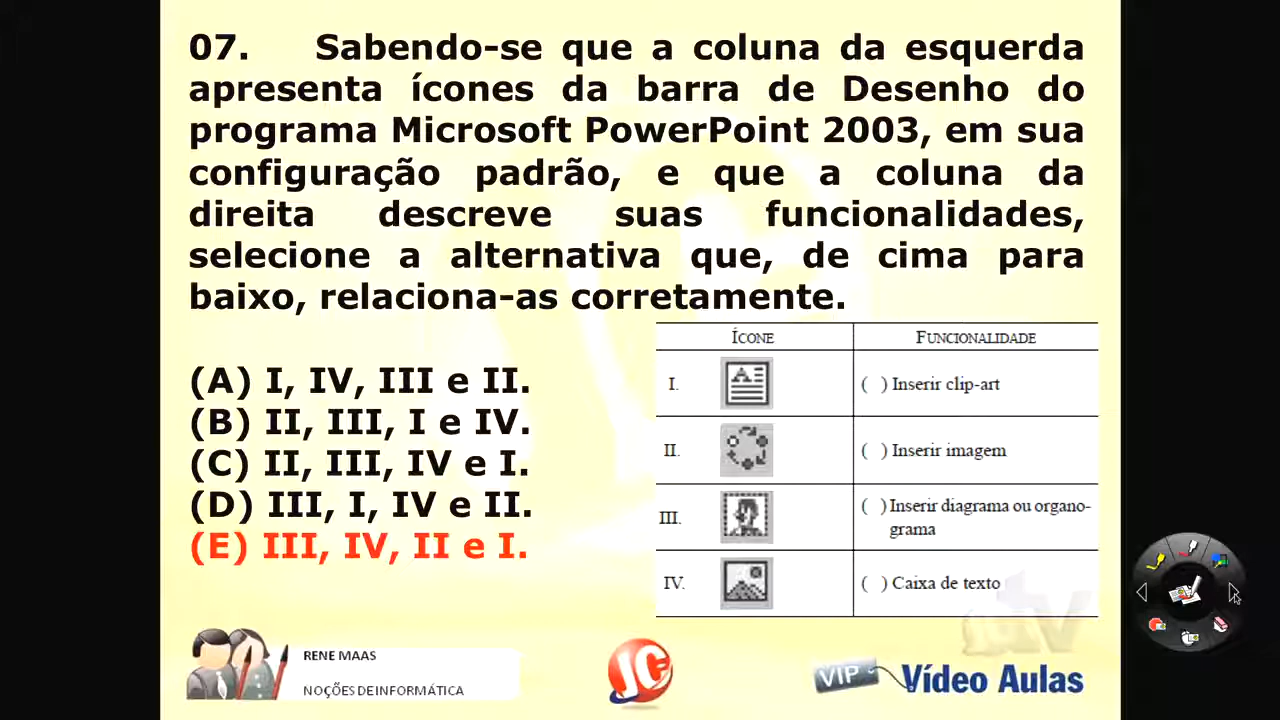 07. Sabendo-se que a coluna da esquerda
apresenta ícones da barra de Desenho do
programa Microsoft PowerPoint 2003, em sua
configuração padrão, e que a coluna da
direita descreve suas funcionalidades,
selecione a alternativa que, de cima para
baixo, relaciona-as corretamente.
(A) I, IV, III e II.
(B) II, III, I e IV.
(C) II, III, IV e I.
(D) III, I, IV e II.
(E) III, IV, II e I.
ÍCONE FUNCIONALIDADE
I. ( ) Inserir clip-art
II. ( ) Inserir imagem
III. ( ) Inserir diagrama ou organo-
grama
IV. ( ) Caixa de texto
RENE MAAS
NOÇÕES DE INFORMÁTICA
JC
VIP Vídeo Aulas